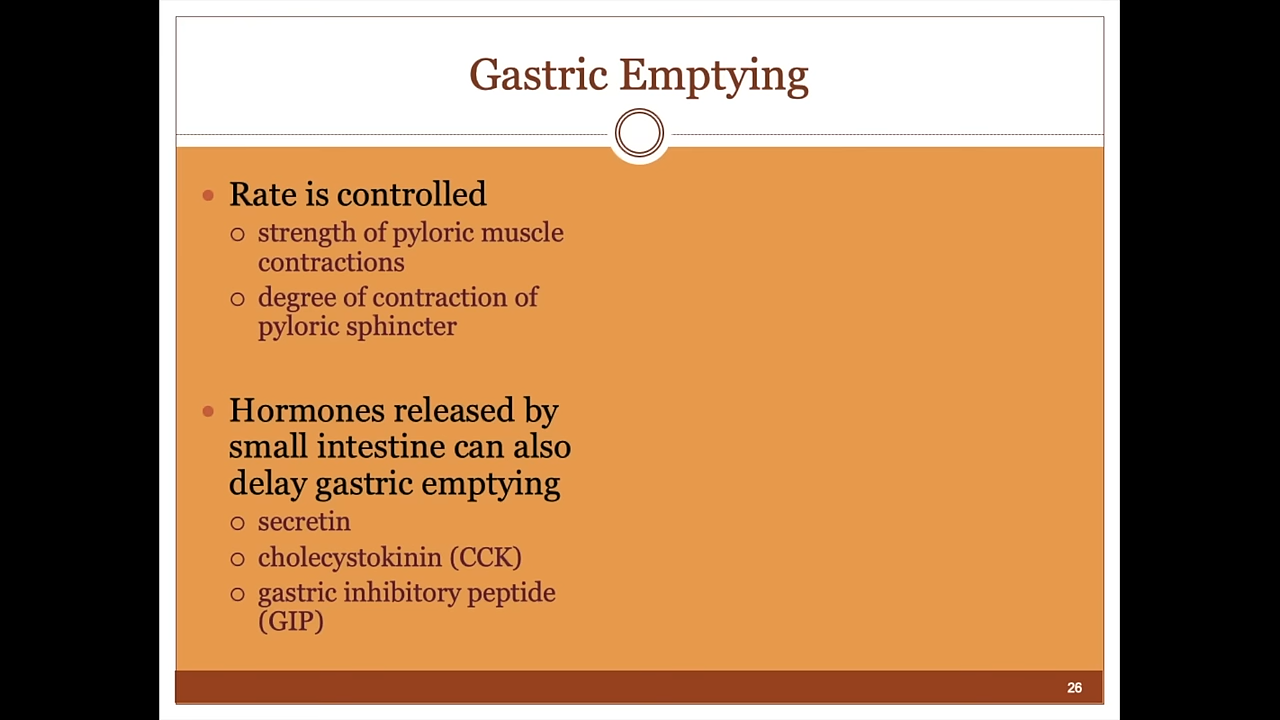 Gastric Emptying
Rate is controlled
strength of pyloric muscle
contractions
degree of contraction of
pyloric sphincter
Hormones released by
small intestine can also
delay gastric emptying
secretin
cholecystokinin (CCK)
gastric inhibitory peptide
(GIP)
26